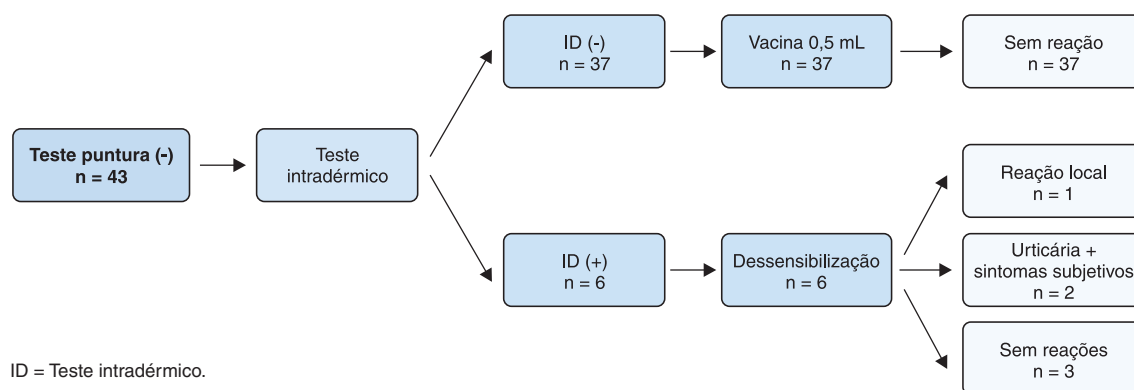 Teste puntura (-)
n = 43
Teste
intradérmico
ID (-)
n = 37
Vacina 0,5 mL
n = 37
Sem reação
n = 37
ID (+)
n = 6
Dessensibilização
n = 6
Reação local
n = 1
Urticária +
sintomas subjetivos
n = 2
Sem reações
n = 3
ID = Teste intradérmico.